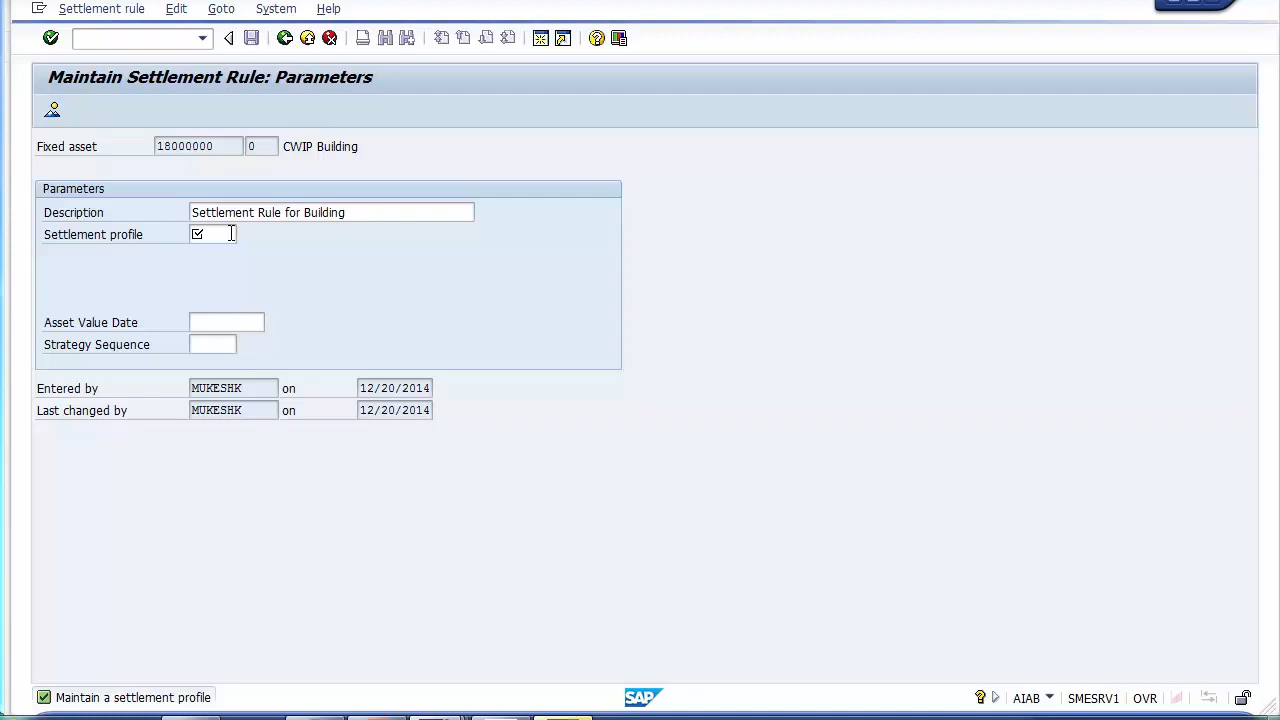 Settlement rule Edit Goto System Help
Maintain Settlement Rule: Parameters
Fixed asset 18000000 0 CWIP Building
Parameters
Description Settlement Rule for Building
Settlement profile
Asset Value Date
Strategy Sequence
Entered by MUKESHK on 12/20/2014
Last changed by MUKESHK on 12/20/2014
Maintain a settlement profile SAP AIAB SMESRV1 OVR